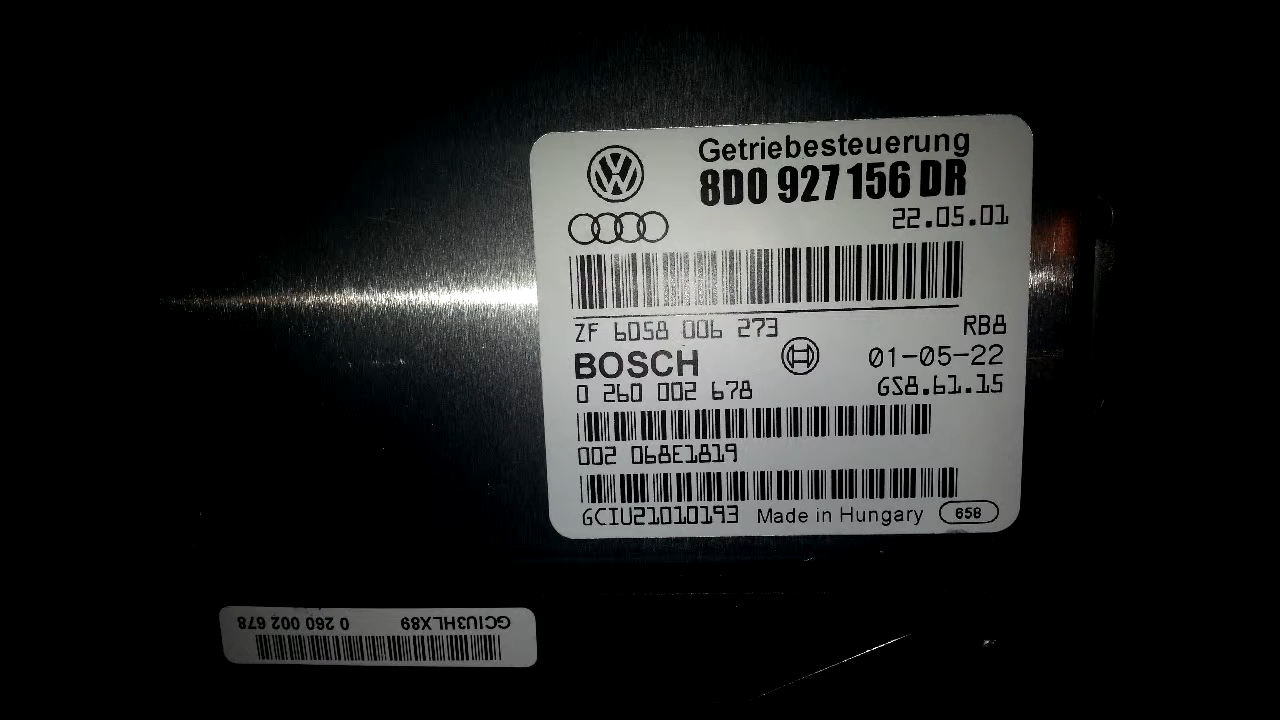 Getriebesteuerung
8D0 927 156 DR
22.05.01
ZF 6058 006 273 RB8
BOSCH 01-05-22
0 260 002 678 GS8.61.15
002 068E1819
GCIU21010193 Made in Hungary 658
GCIU3HLX89 0 260 002 678